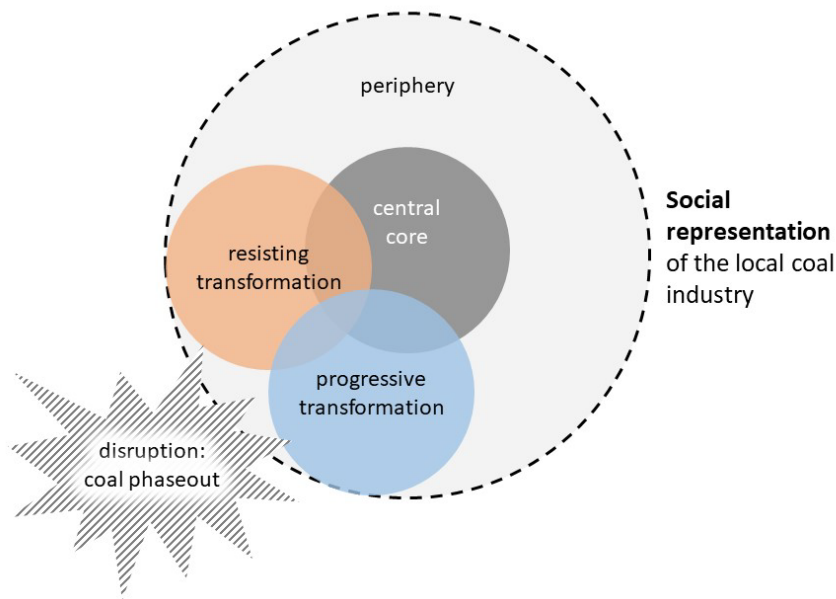 periphery
central
core
resisting
transformation
progressive
transformation
disruption:
coal phaseout
Social
representation
of the local coal
industry